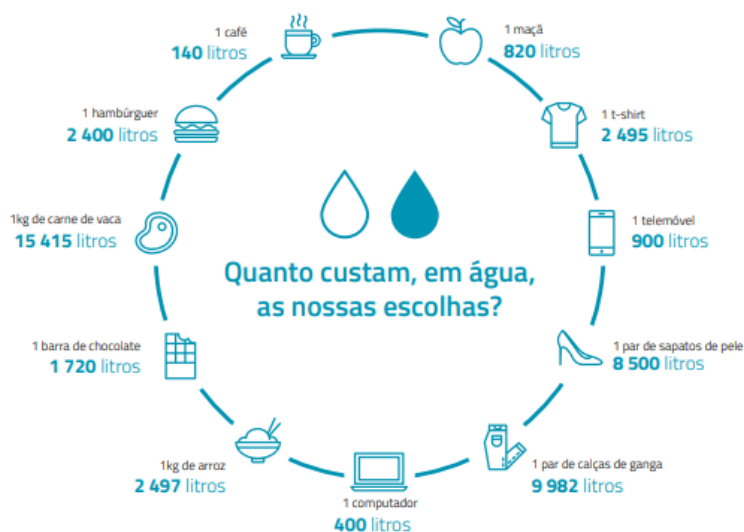 1 café
140 litros
1 maçã
820 litros
1 hambúrguer
2 400 litros
1 t-shirt
2 495 litros
1kg de carne de vaca
15 415 litros
1 telemóvel
900 litros
Quanto custam, em água,
as nossas escolhas?
1 barra de chocolate
1 720 litros
1 par de sapatos de pele
8 500 litros
1kg de arroz
2 497 litros
1 par de calças de ganga
9 982 litros
1 computador
400 litros